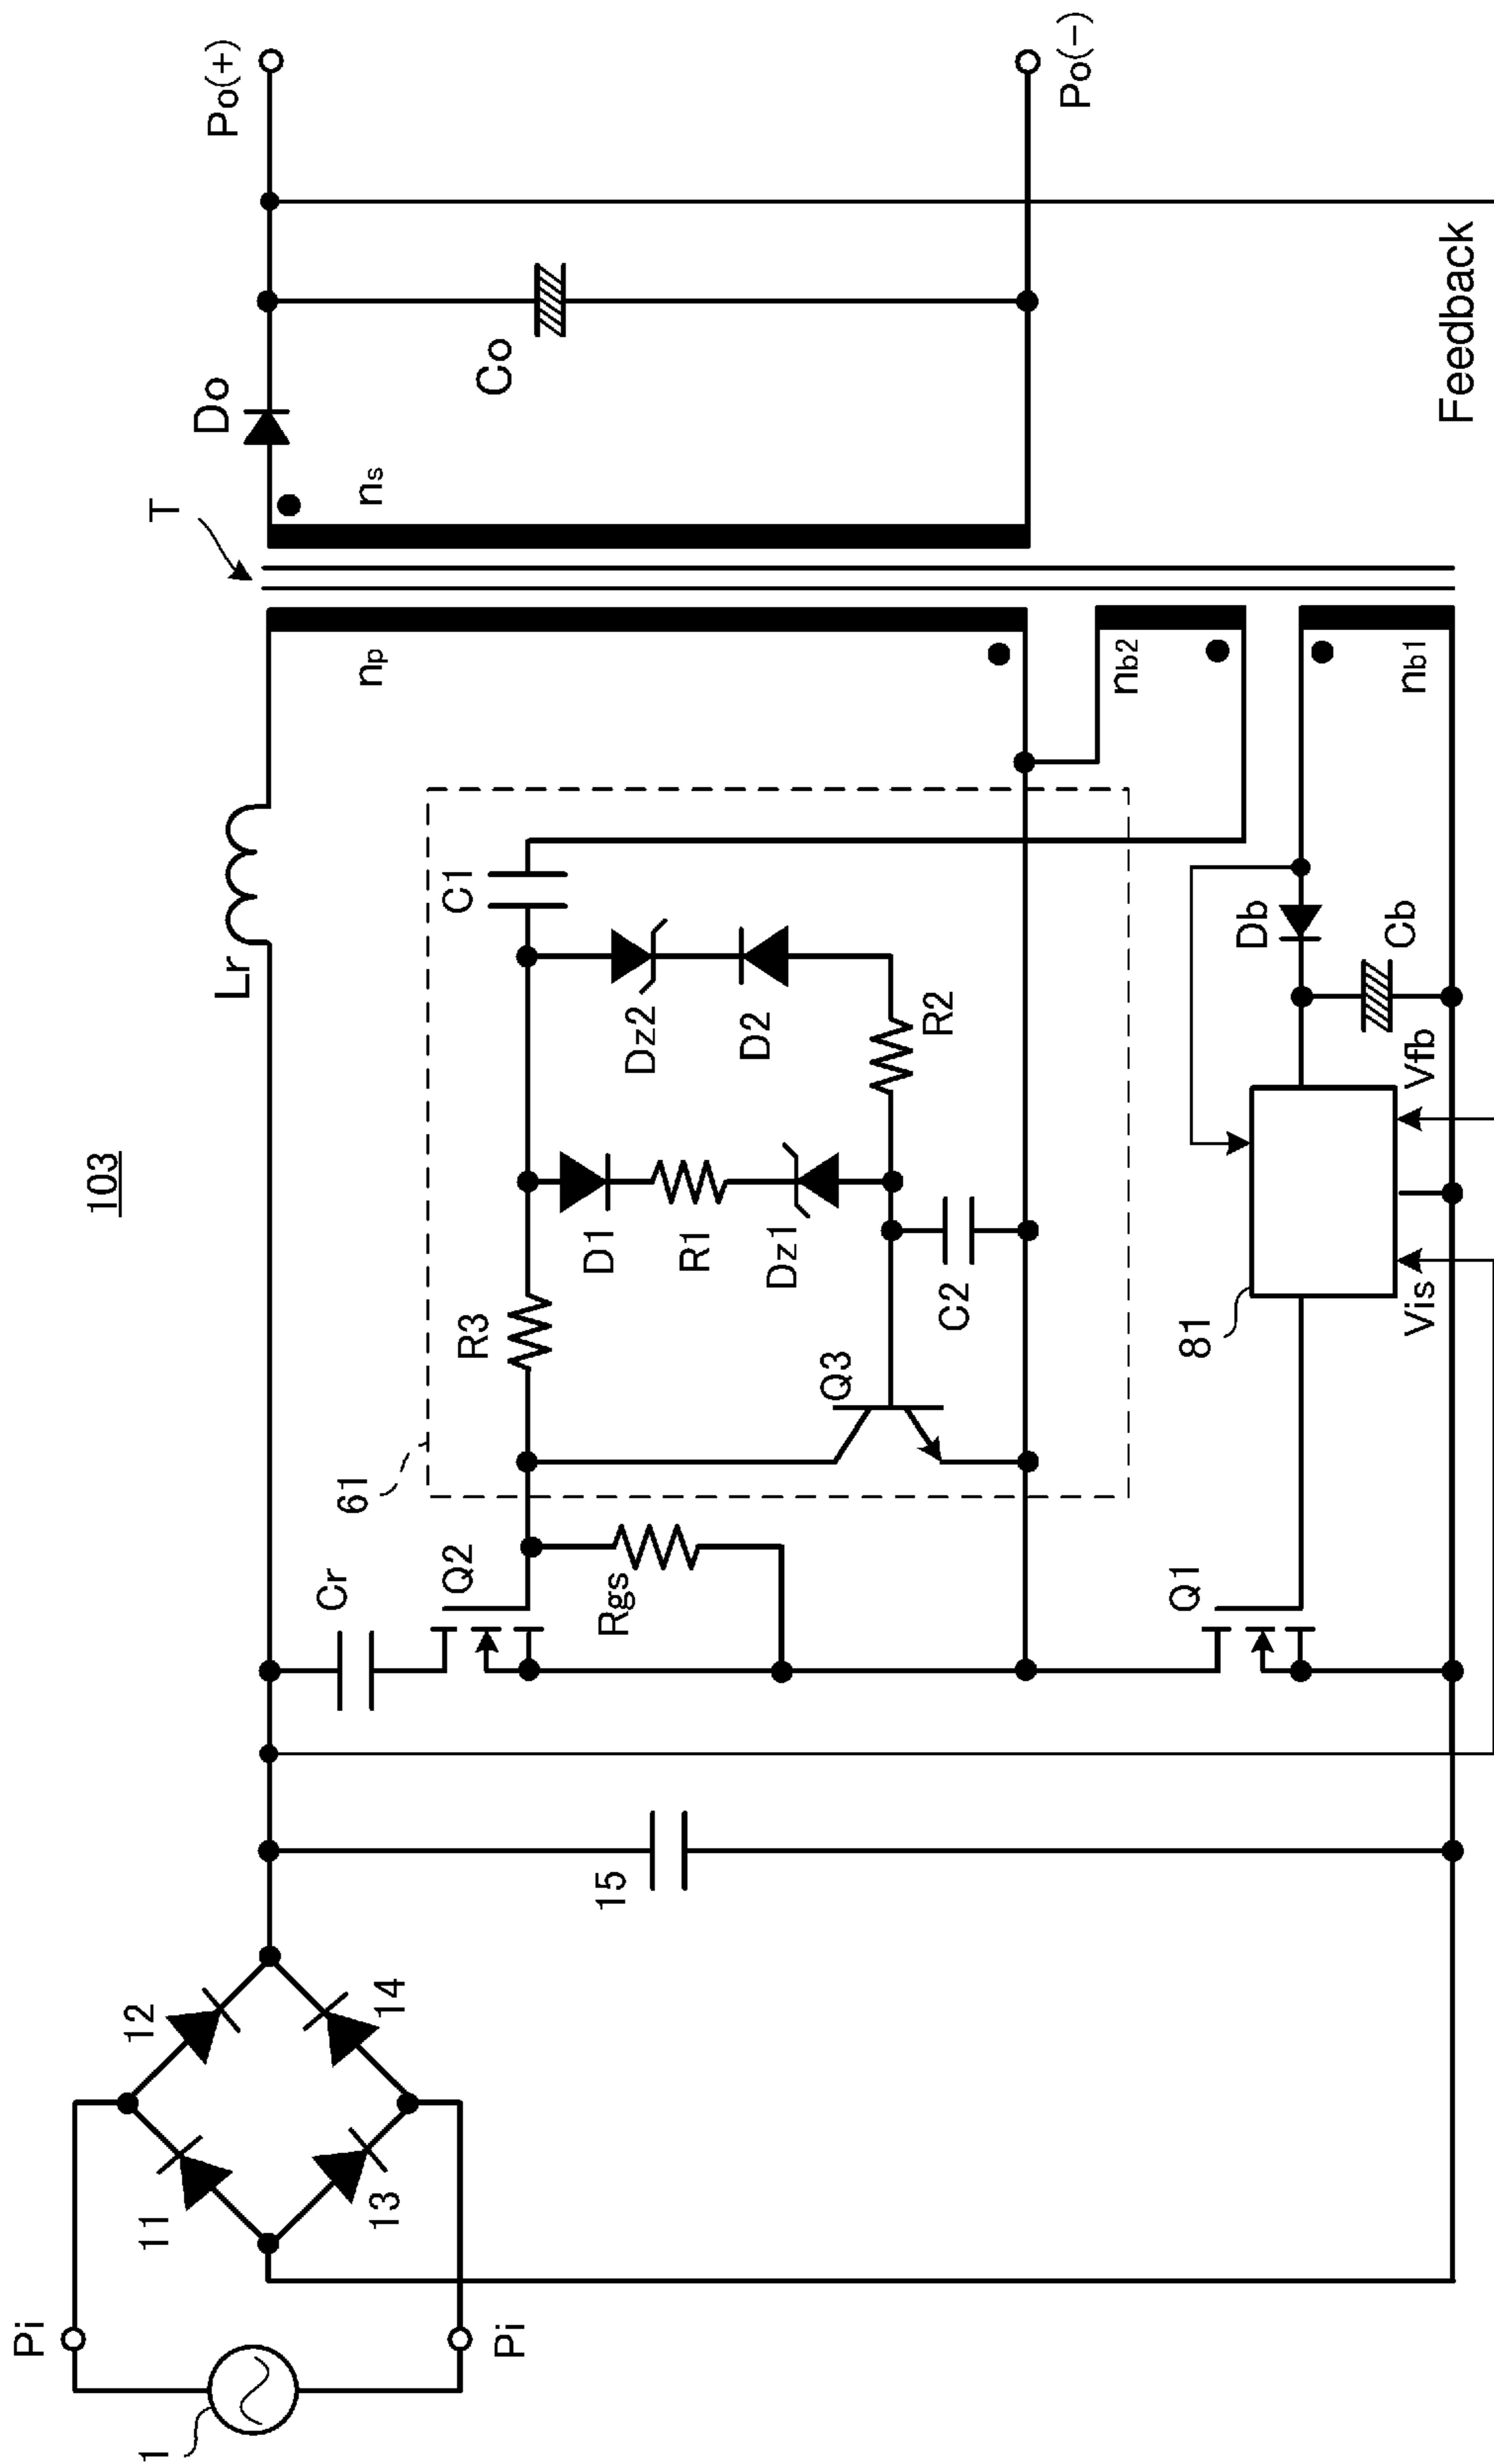 103
T
Lr
Do
Po(+)
np
ns
Co
Po(-)
1
Pi
Pi
11
12
13
14
15
Cr
Q2
Rgs
61
R3
Q3
D1
R1
Dz1
C2
C1
Dz2
D2
R2
nb2
Q1
81
Vis
Vfb
Db
Cb
nb1
Feedback